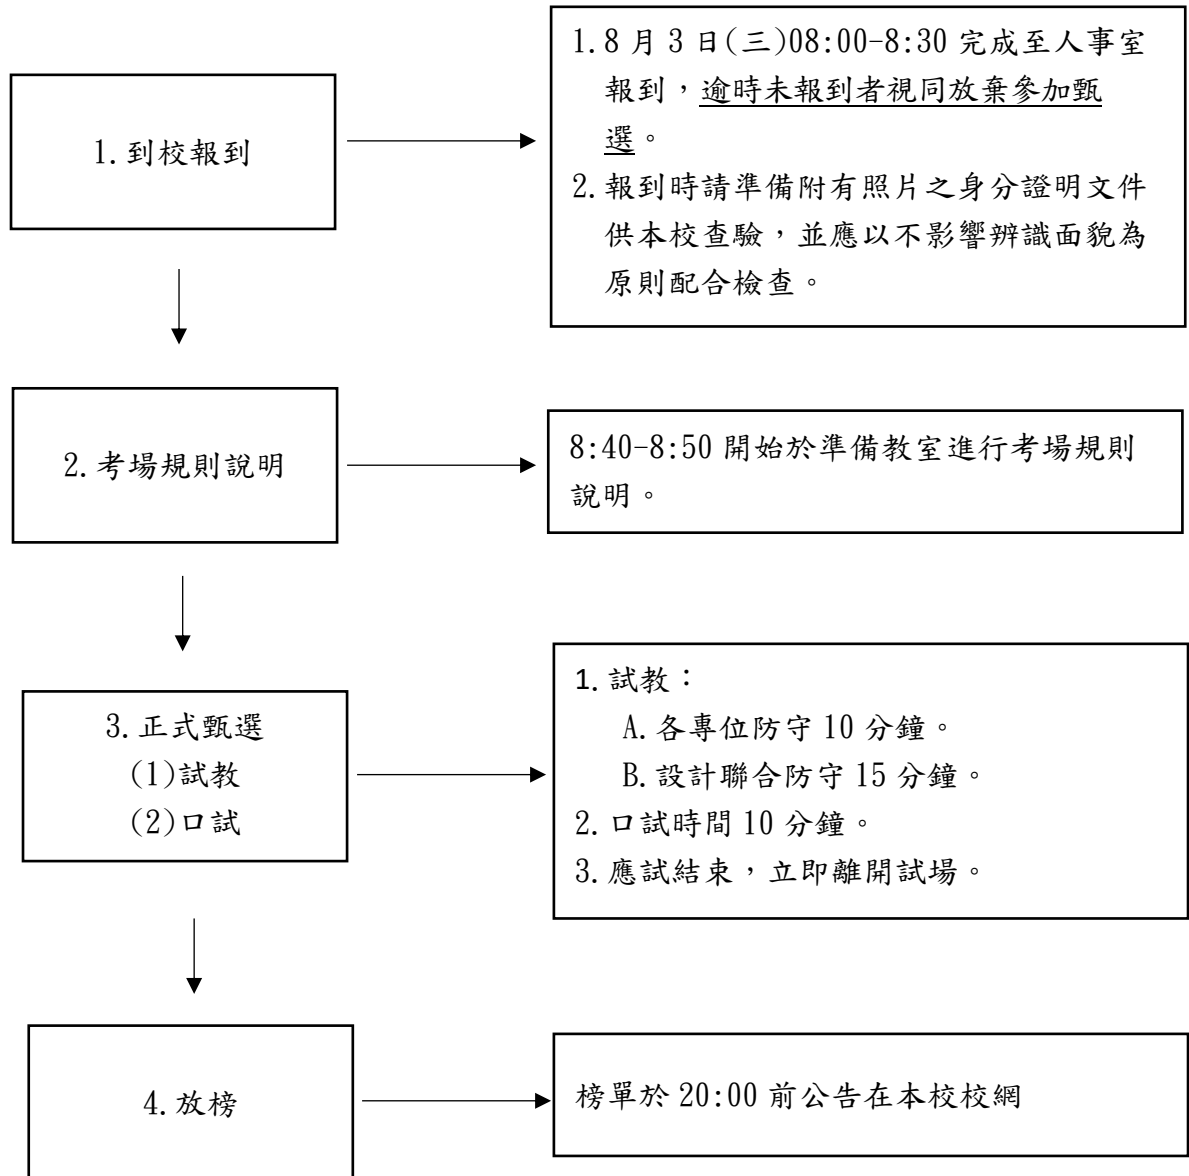 1.到校報到
1.8月3日(三)08:00-8:30完成至人事室
報到，逾時未報到者視同放棄參加甄
選。
2.報到時請準備附有照片之身分證明文件
供本校查驗，並應以不影響辨識面貌為
原則配合檢查。
2.考場規則說明
8:40-8:50開始於準備教室進行考場規則
說明。
3.正式甄選
(1)試教
(2)口試
1.試教：
A.各專位防守10分鐘。
B.設計聯合防守15分鐘。
2.口試時間10分鐘。
3.應試結束，立即離開試場。
4.放榜
榜單於20:00前公告在本校校網